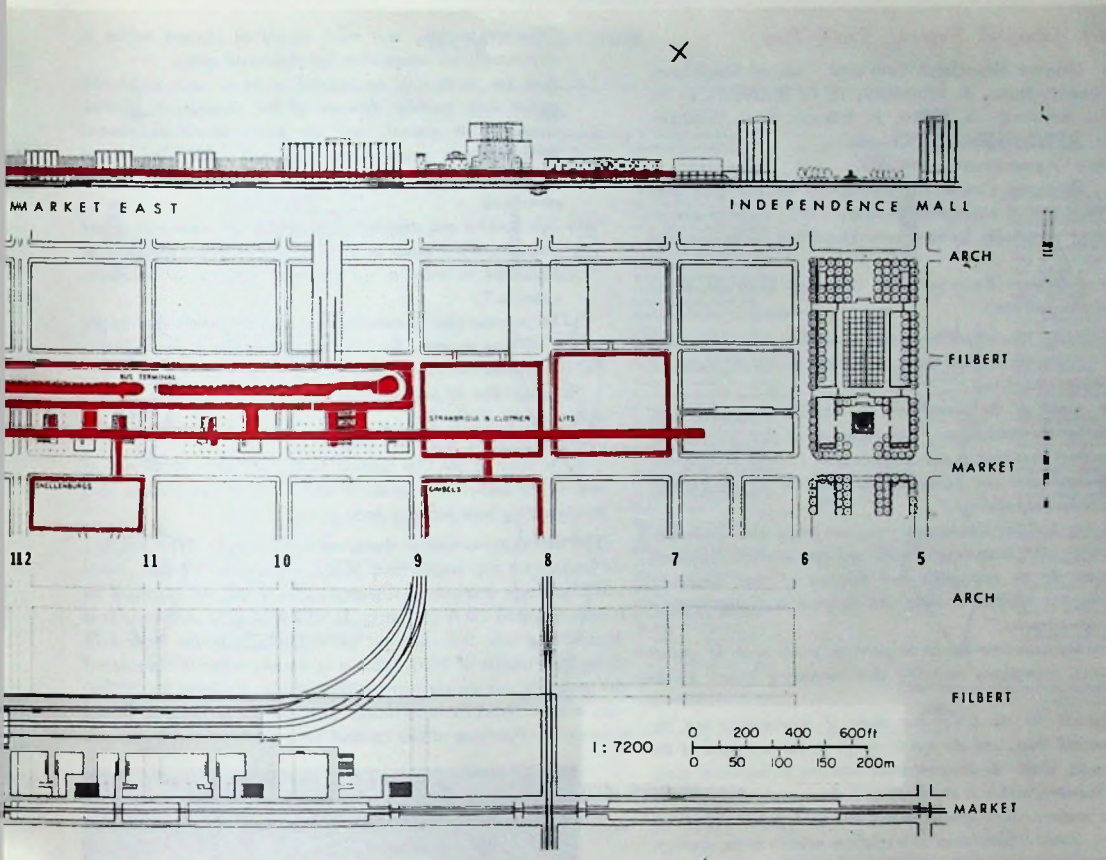 MARKET EAST
INDEPENDENCE MALL
ARCH
FILBERT
BUS TERMINAL
STRAWBRIDGE & CLOTHIER
LITS
MARKET
SNELLENBURGS
GIMBELS
12 11 10 9 8 7 6 5
ARCH
FILBERT
1:7200
0 200 400 600ft
0 50 100 150 200m
MARKET